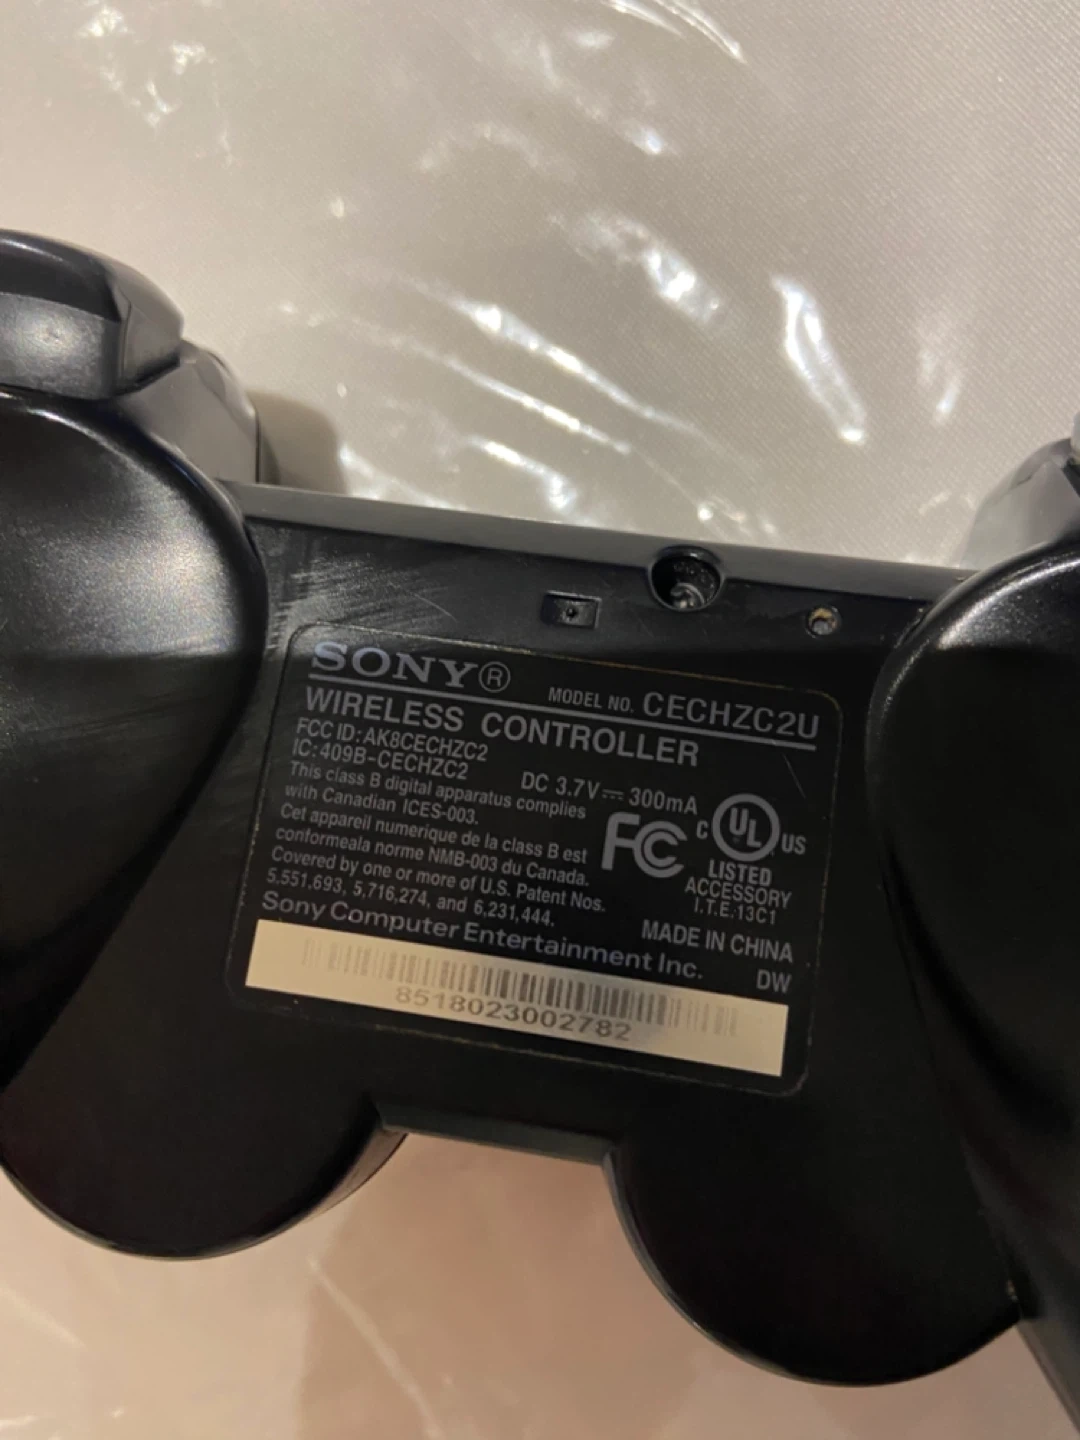 SONY®
MODEL NO. CECHZC2U
WIRELESS CONTROLLER
FCC ID: AK8CECHZC2
IC: 409B-CECHZC2
DC 3.7V⎓300mA
This class B digital apparatus complies
with Canadian ICES-003.
Cet appareil numerique de la class B est
conformeala norme NMB-003 du Canada.
Covered by one or more of U.S. Patent Nos.
5,551,693, 5,716,274, and 6,231,444.
Sony Computer Entertainment Inc.
FC
C UL US
LISTED
ACCESSORY
I.T.E.13C1
MADE IN CHINA
DW
8518023002782